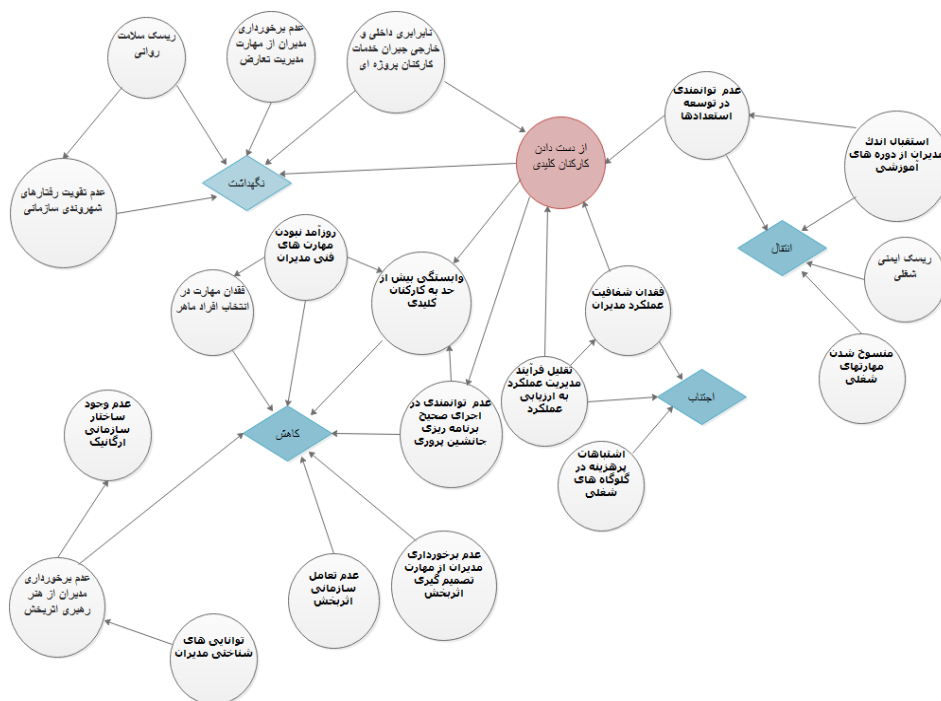 ریسک سلامت
روانی
عدم برخورداری
مدیران از مهارت
مدیریت تعارض
نابرابری داخلی و
خارجی جبران خدمات
کارکنان پروژه ای
از دست دادن
کارکنان کلیدی
عدم توانمندی
در توسعه
استعدادها
استقبال اندک
مدیران از دوره های
آموزشی
عدم تقویت رفتارهای
شهروندی سازمانی
نگهداشت
انتقال
ریسک ایمنی
شغلی
منسوخ شدن
مهارتهای
شغلی
روزآمد نبودن
مهارت های
فنی مدیران
فقدان مهارت در
انتخاب افراد ماهر
وابستگی بیش از
حد به کارکنان
کلیدی
فقدان شفافیت
عملکرد مدیران
تقلیل فرآیند
مدیریت عملکرد
به ارزیابی
عملکرد
اجتناب
عدم توانمندی در
اجرای صحیح
برنامه ریزی
جانشین پروری
اشتباهات
پرهزینه در
گلوگاه های
شغلی
کاهش
عدم وجود
ساختار
سازمانی
ارگانیک
عدم برخورداری
مدیران از هنر
رهبری اثربخش
توانایی های
شناختی مدیران
عدم تعامل
سازمانی
اثربخش
عدم برخورداری
مدیران از مهارت
تصمیم گیری
اثربخش